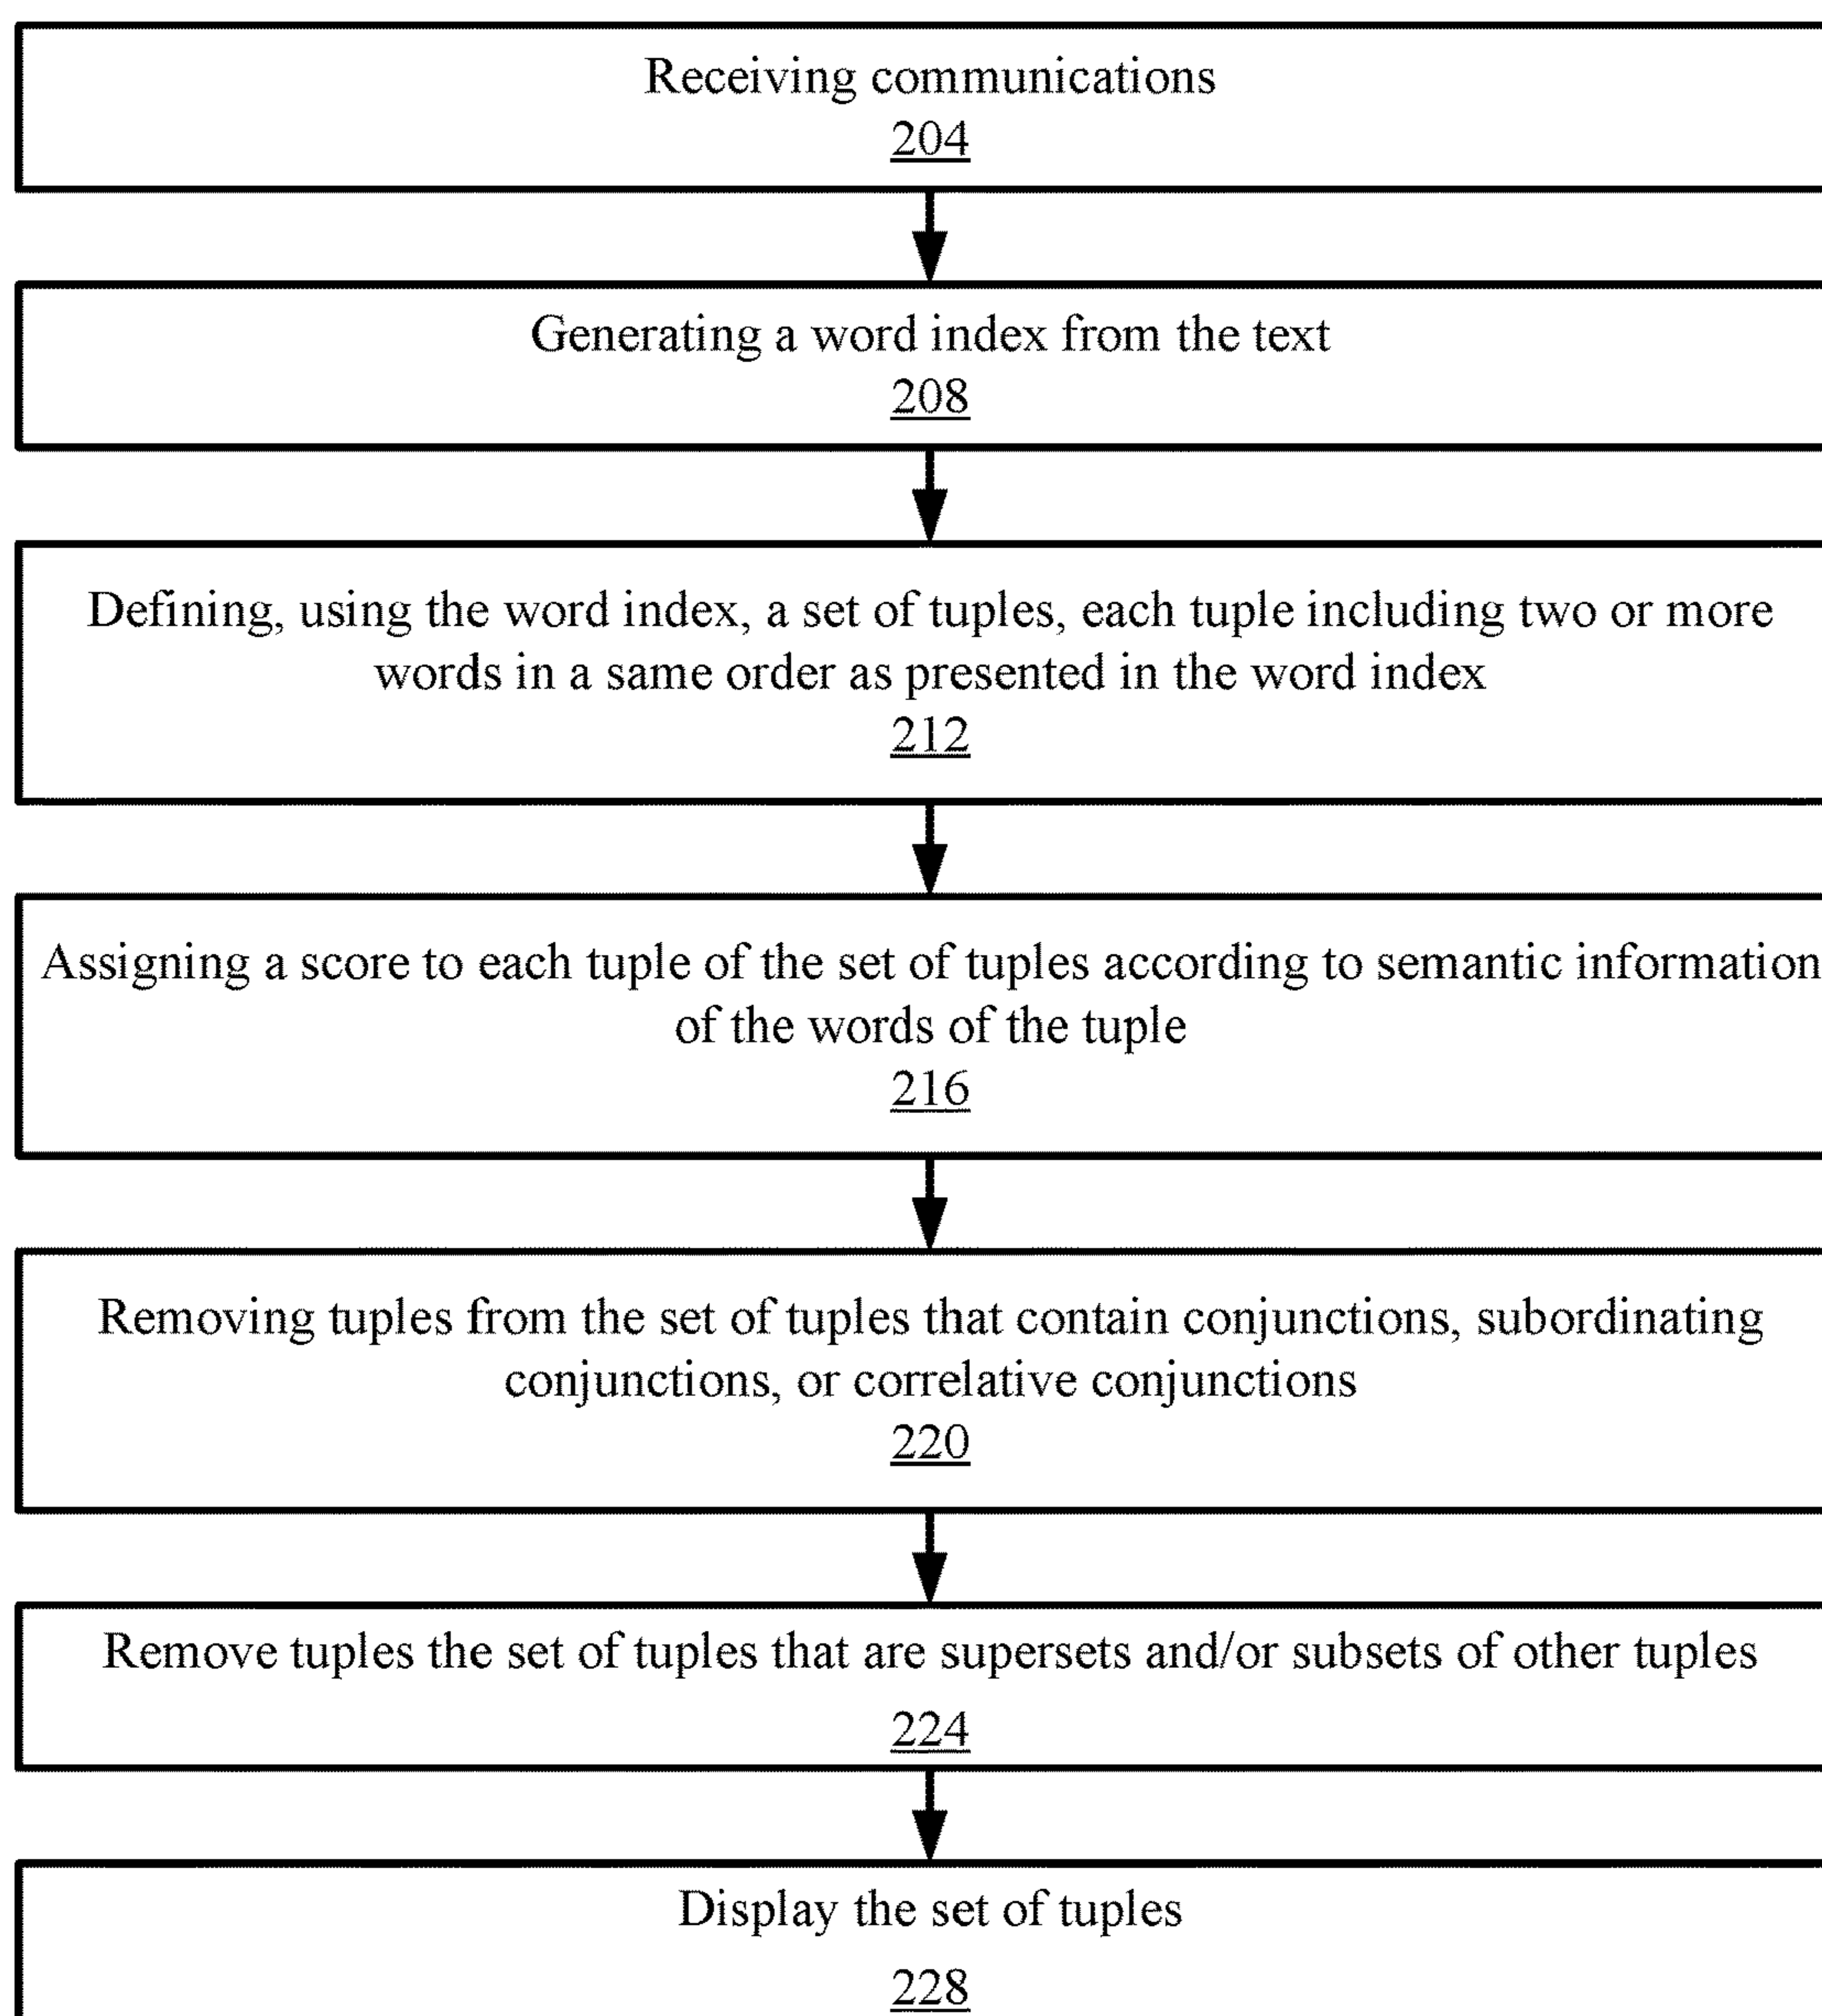 Receiving communications
204
Generating a word index from the text
208
Defining, using the word index, a set of tuples, each tuple including two or more
words in a same order as presented in the word index
212
Assigning a score to each tuple of the set of tuples according to semantic information
of the words of the tuple
216
Removing tuples from the set of tuples that contain conjunctions, subordinating
conjunctions, or correlative conjunctions
220
Remove tuples the set of tuples that are supersets and/or subsets of other tuples
224
Display the set of tuples
228